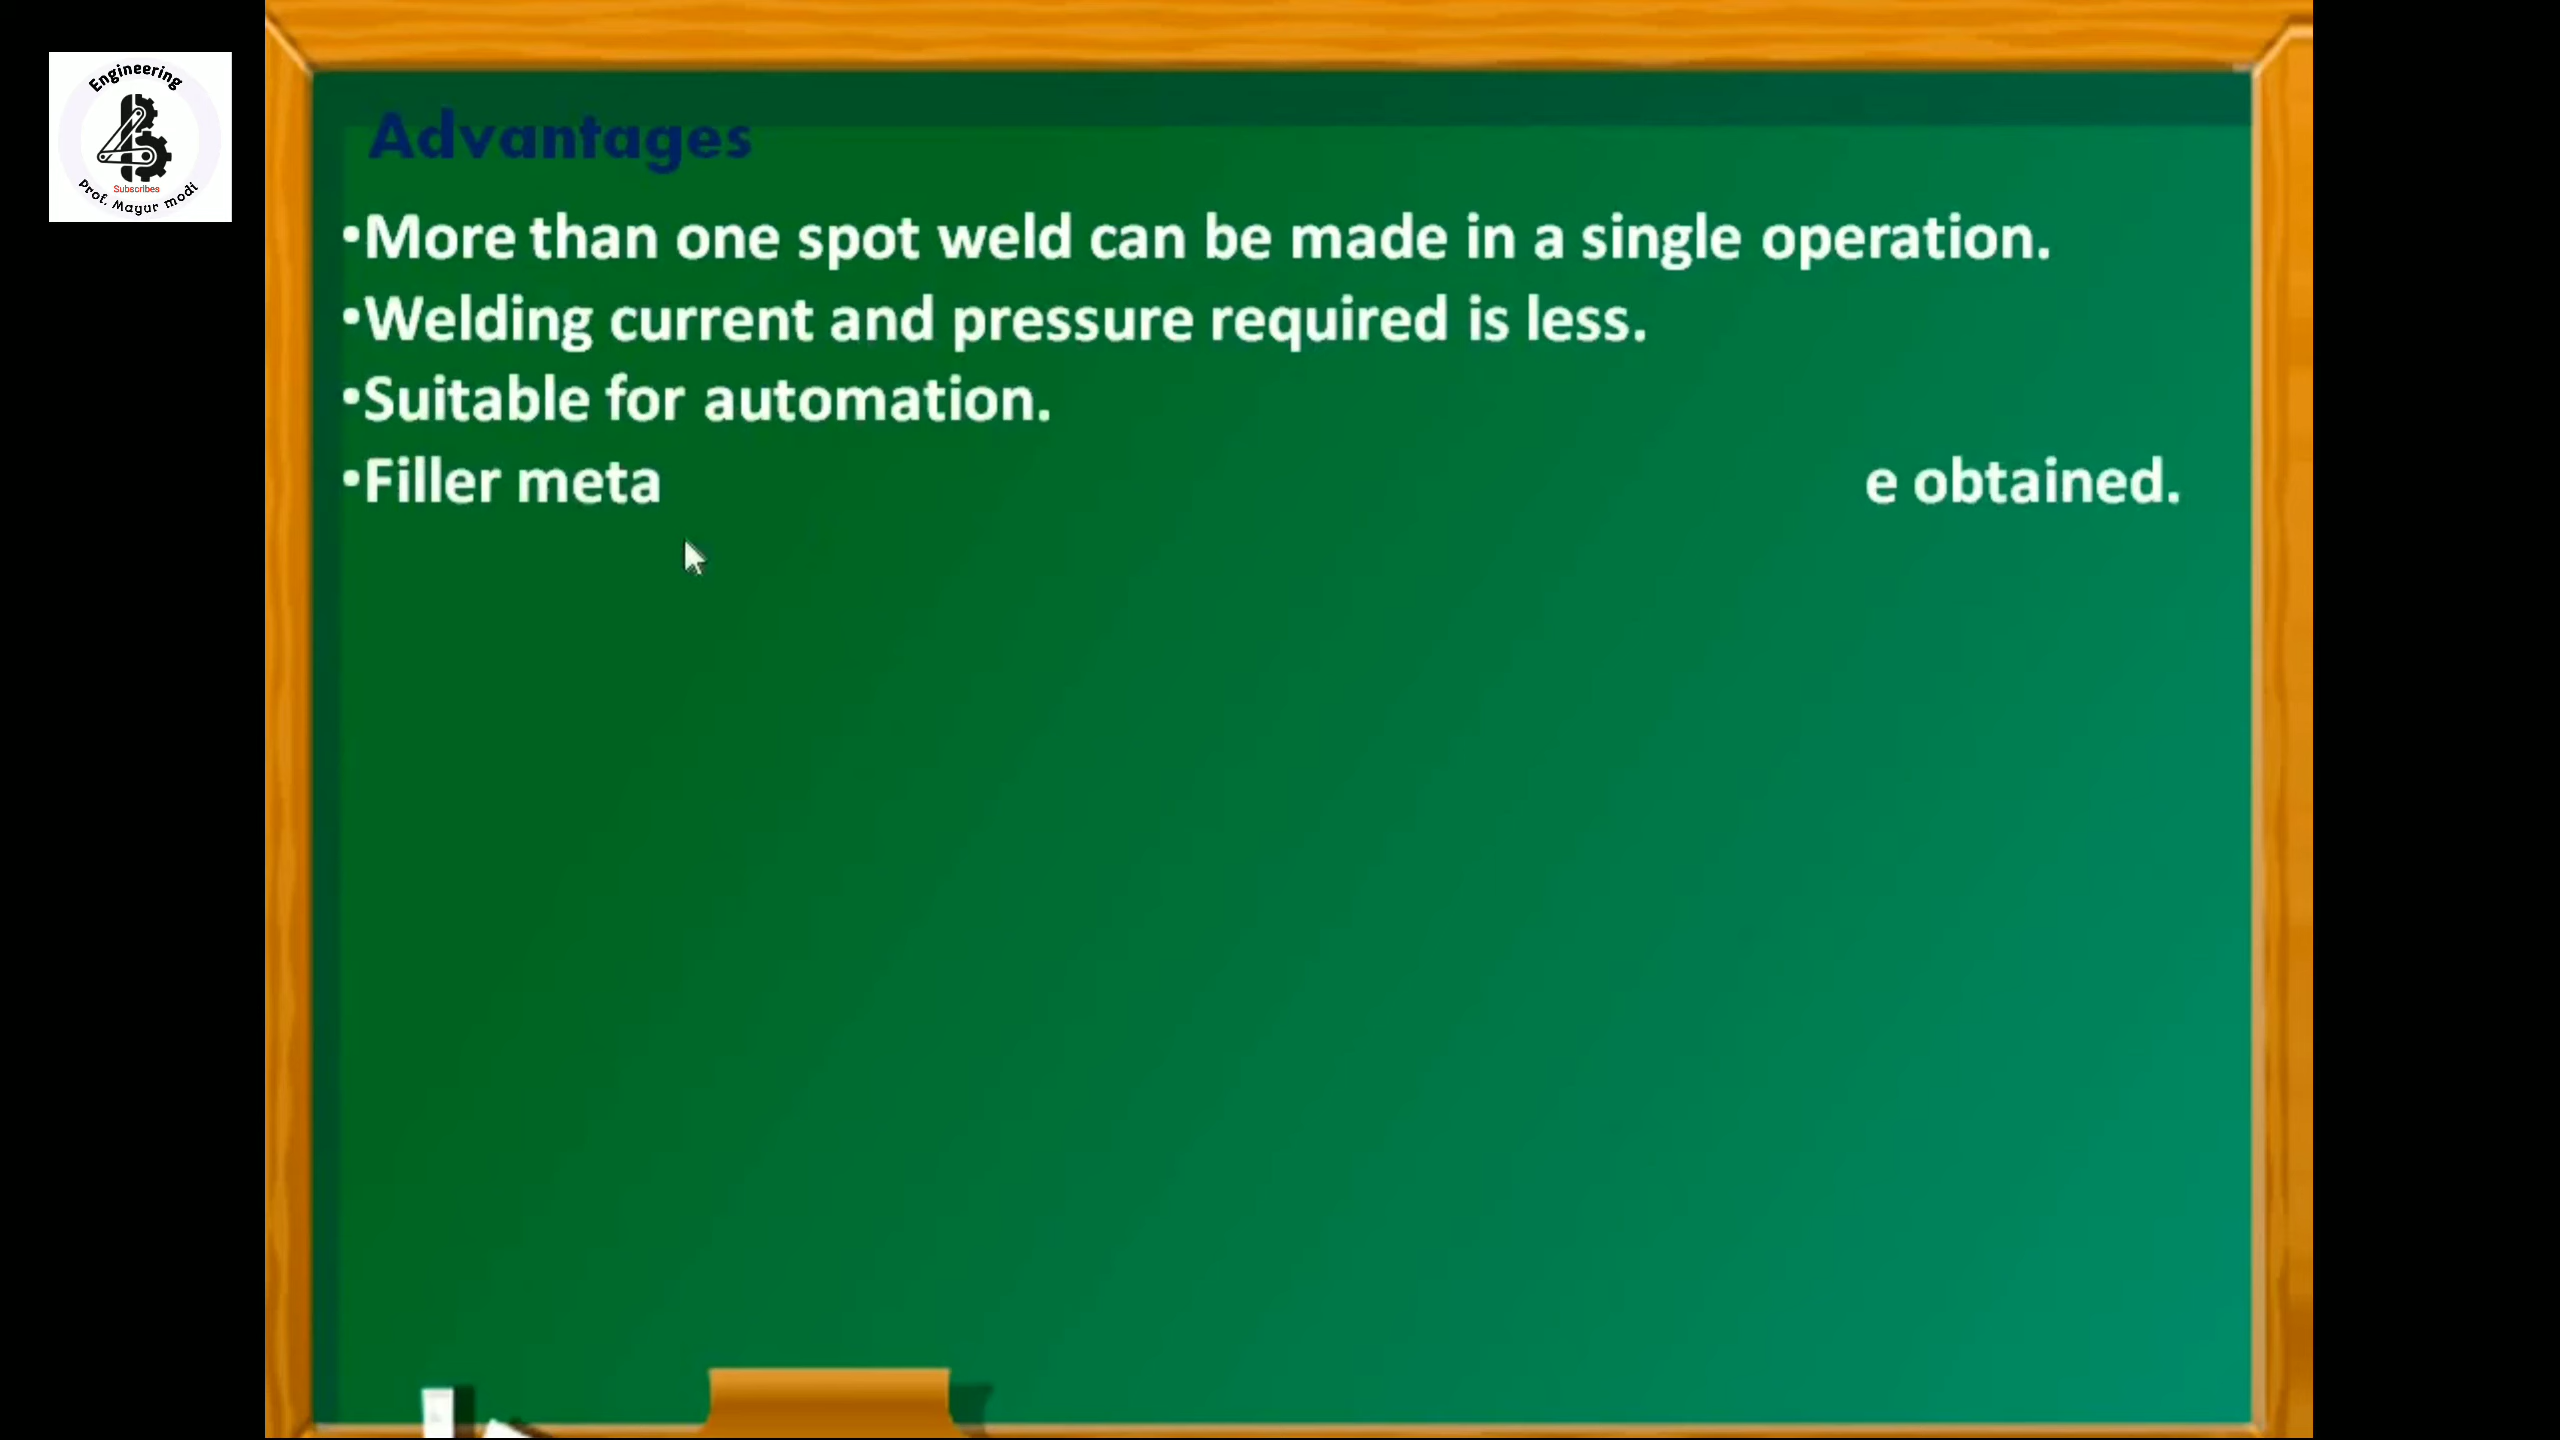 Engineering
Subscribes
Prof. Mayur modi
Advantages
•More than one spot weld can be made in a single operation.
•Welding current and pressure required is less.
•Suitable for automation.
•Filler meta e obtained.